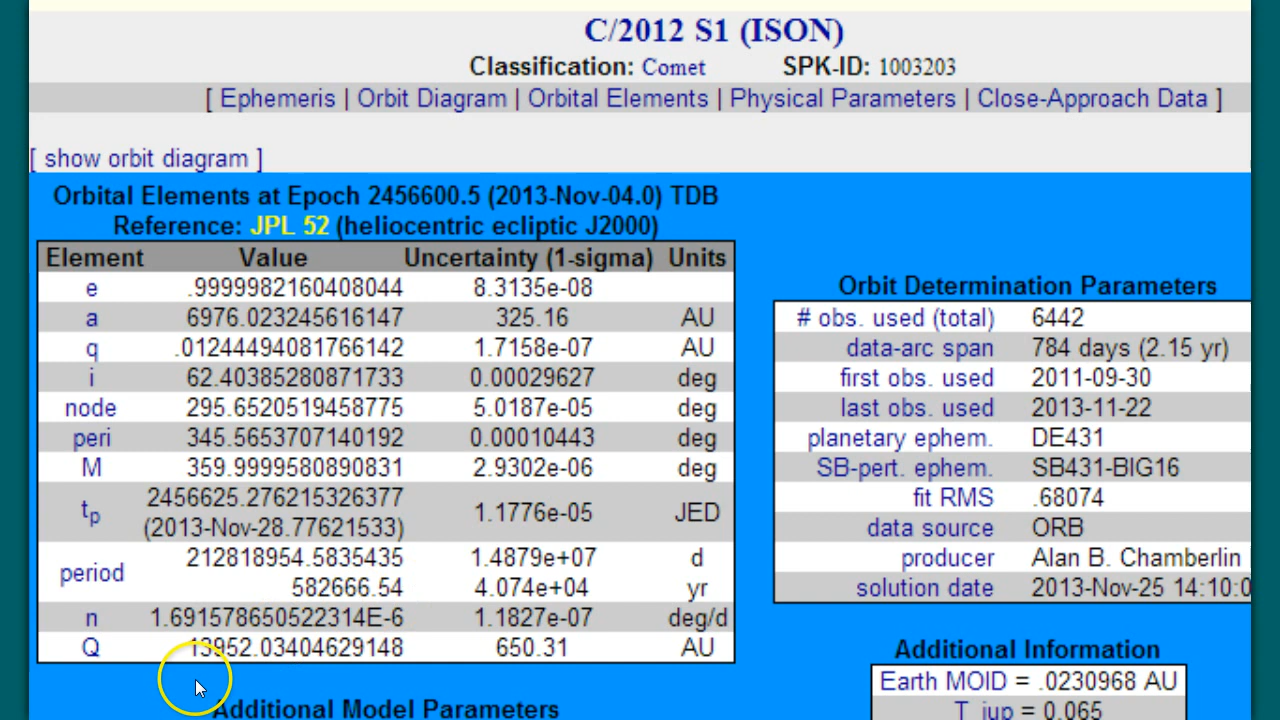 C/2012 S1 (ISON)
Classification: Comet SPK-ID: 1003203
[ Ephemeris | Orbit Diagram | Orbital Elements | Physical Parameters | Close-Approach Data ]
[ show orbit diagram ]
Orbital Elements at Epoch 2456600.5 (2013-Nov-04.0) TDB
Reference: JPL 52 (heliocentric ecliptic J2000)
Element Value Uncertainty (1-sigma) Units
e .9999982160408044 8.3135e-08
a 6976.023245616147 325.16 AU
q .01244494081766142 1.7158e-07 AU
i 62.40385280871733 0.00029627 deg
node 295.6520519458775 5.0187e-05 deg
peri 345.5653707140192 0.00010443 deg
M 359.9999580890831 2.9302e-06 deg
tp 2456625.276215326377 1.1776e-05 JED
(2013-Nov-28.77621533)
period 212818954.5835435 1.4879e+07 d
582666.54 4.074e+04 yr
n 1.691578650522314E-6 1.1827e-07 deg/d
Q 13952.03404629148 650.31 AU
Additional Model Parameters
Orbit Determination Parameters
# obs. used (total) 6442
data-arc span 784 days (2.15 yr)
first obs. used 2011-09-30
last obs. used 2013-11-22
planetary ephem. DE431
SB-pert. ephem. SB431-BIG16
fit RMS .68074
data source ORB
producer Alan B. Chamberlin
solution date 2013-Nov-25 14:10:0
Additional Information
Earth MOID = .0230968 AU
T_jup = 0.065